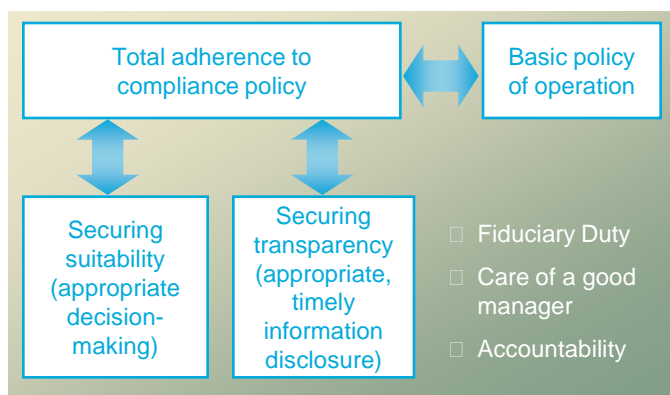 Total adherence to
compliance policy
Basic policy
of operation
Securing
suitability
(appropriate
decision-
making)
Securing
transparency
(appropriate,
timely
information
disclosure)
□ Fiduciary Duty
□ Care of a good
manager
□ Accountability